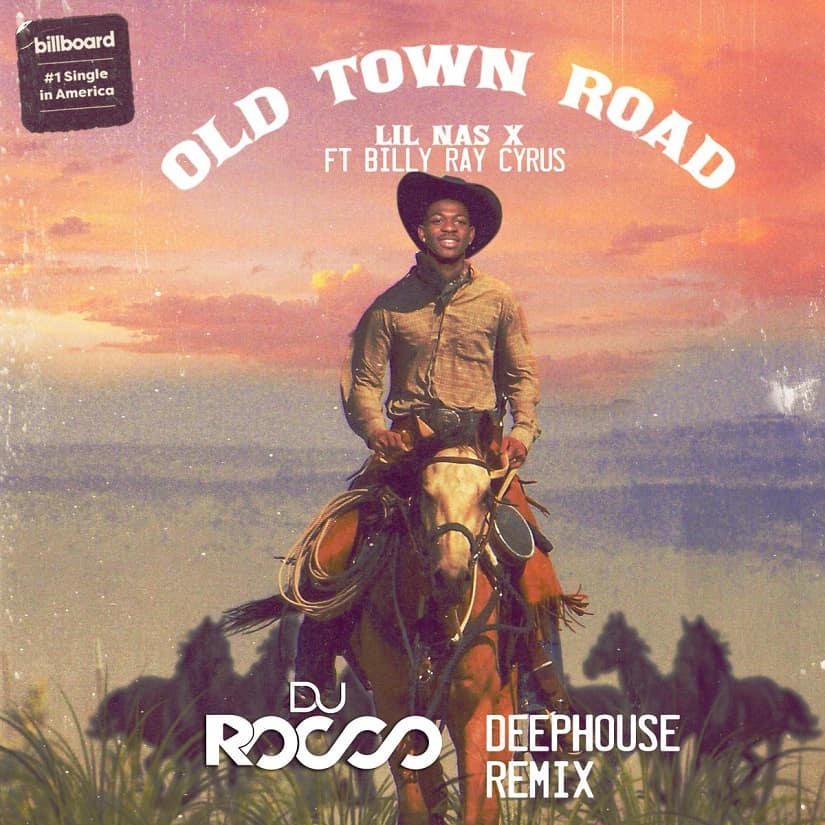 billboard
#1 Single
in America
OLD TOWN ROAD
LIL NAS X
FT BILLY RAY CYRUS
DJ
ROCCO
DEEPHOUSE
REMIX